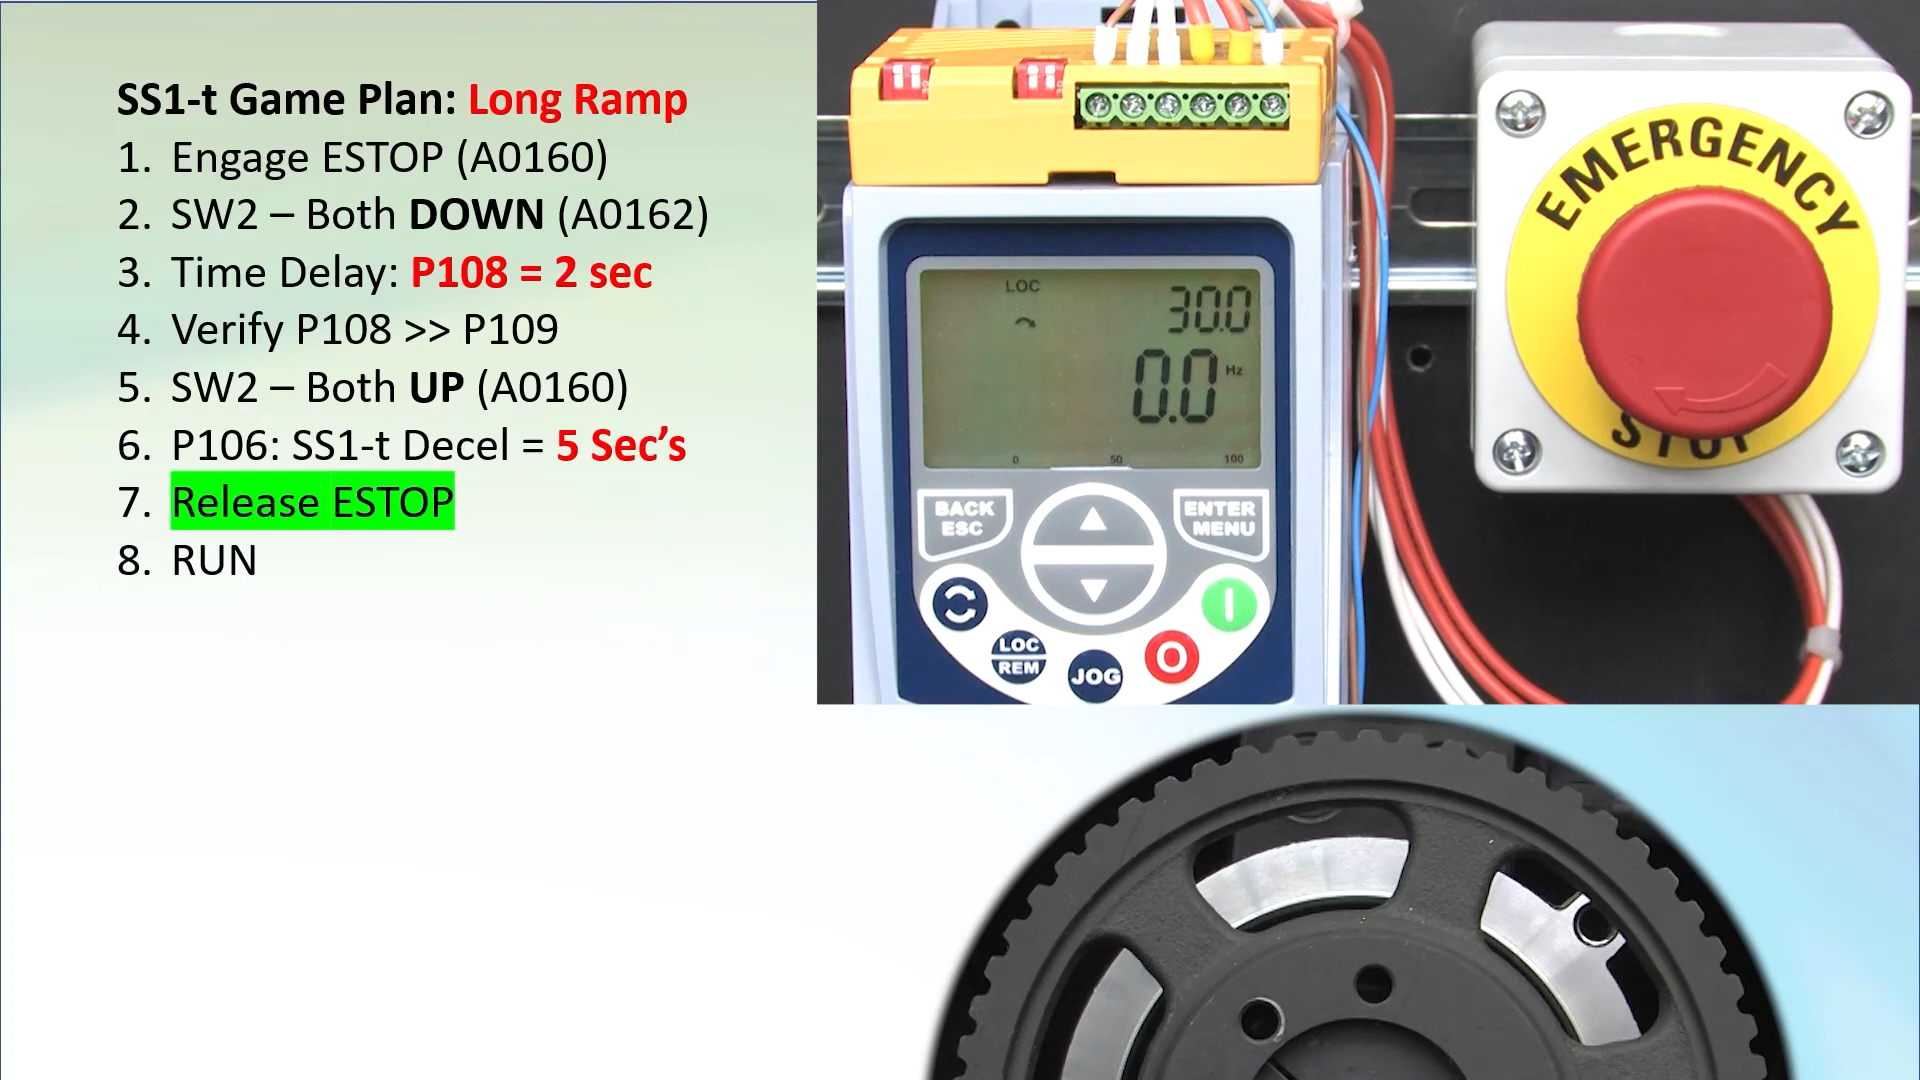 SS1-t Game Plan: Long Ramp
1. Engage ESTOP (A0160)
2. SW2 – Both DOWN (A0162)
3. Time Delay: P108 = 2 sec
4. Verify P108 >> P109
5. SW2 – Both UP (A0160)
6. P106: SS1-t Decel = 5 Sec’s
7. Release ESTOP
8. RUN
LOC
30.0
0.0 Hz
0 50 100
BACK
ESC
ENTER
MENU
LOC
REM
JOG
EMERGENCY
STOP